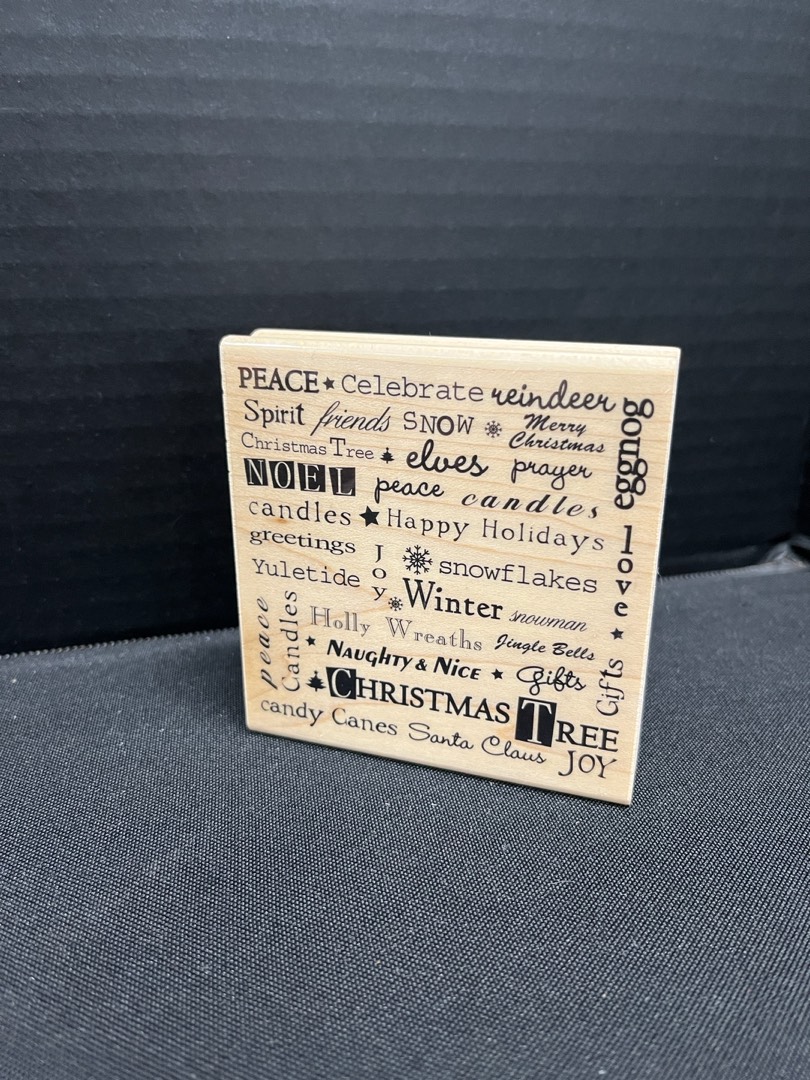 PEACE Celebrate reindeer
Spirit friends SNOW Merry Christmas
Christmas Tree elves prayer
NOEL peace candles
candles Happy Holidays
greetings Joy snowflakes
Yuletide Winter snowman
Holly Wreaths Jingle Bells
NAUGHTY & NICE Gifts
CHRISTMAS TREE
candy Canes Santa Claus JOY
peace
Candles
eggnog
love
Gifts